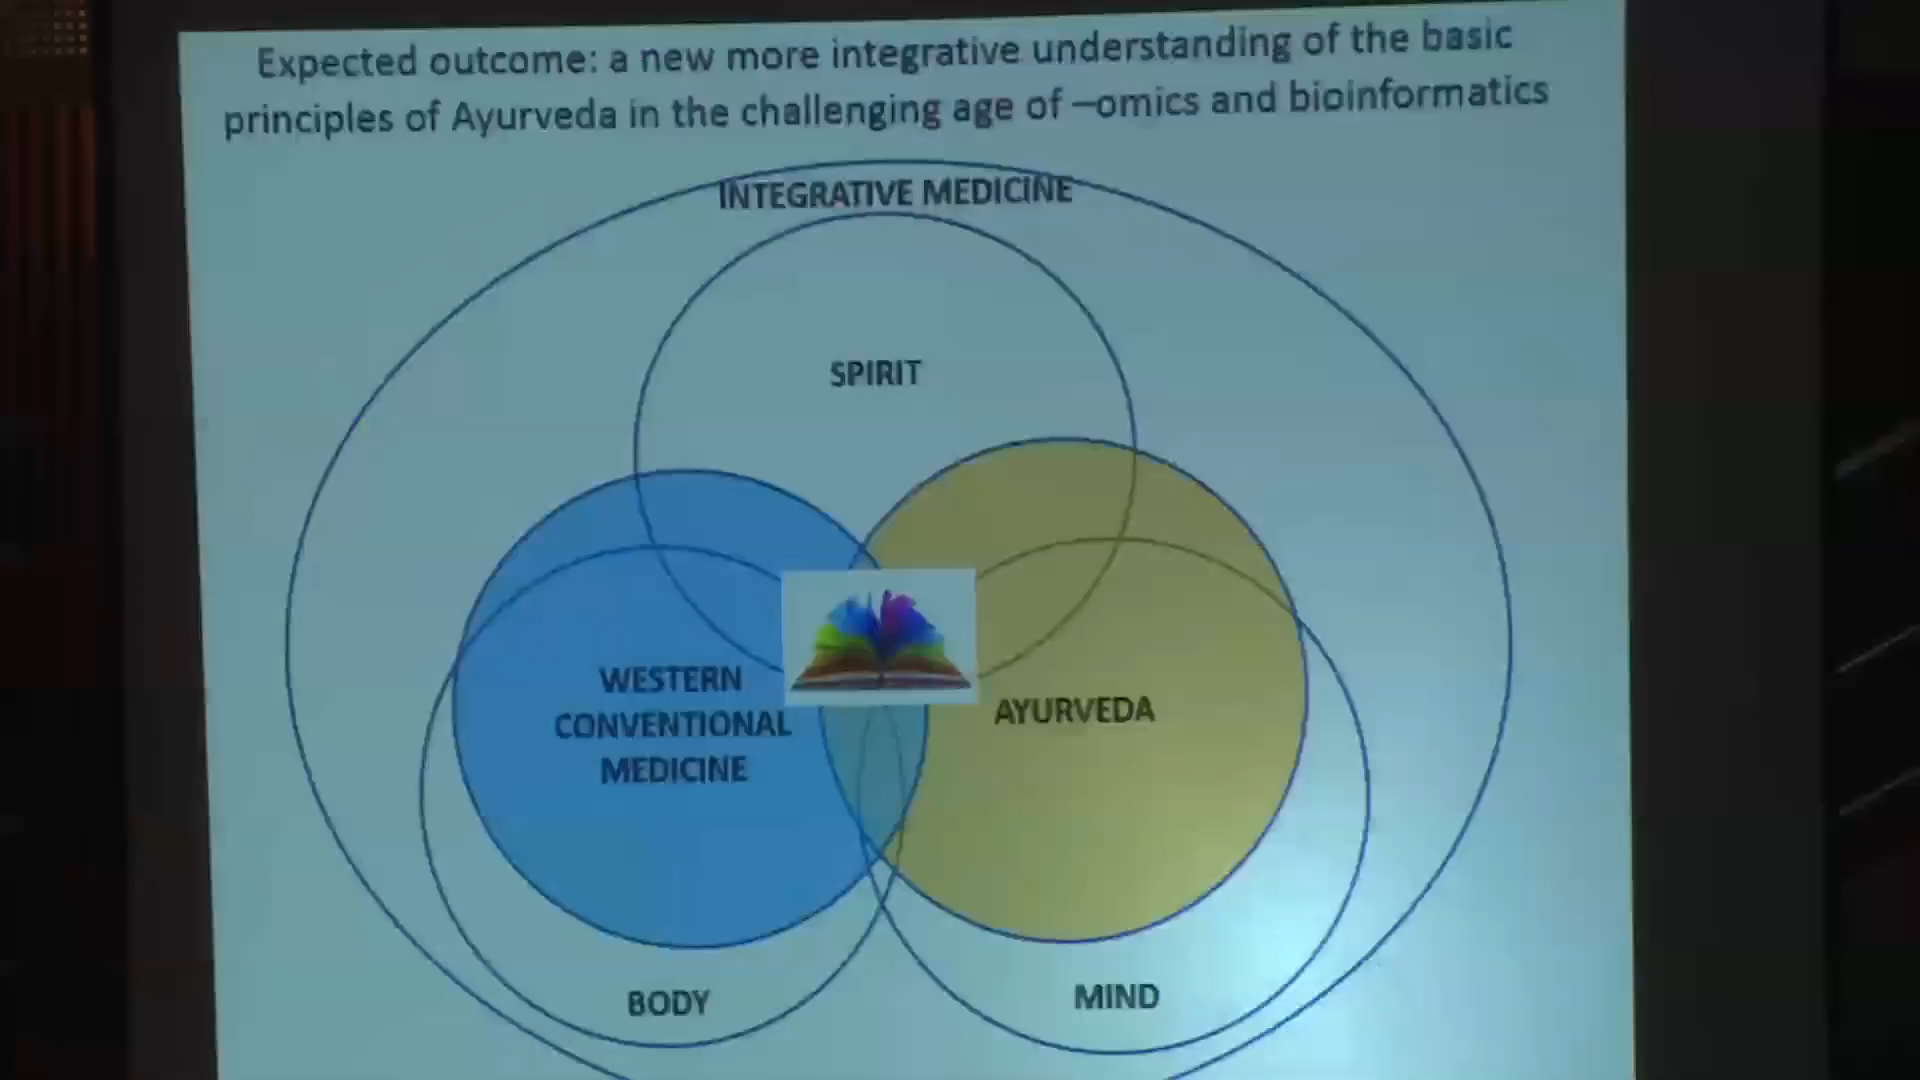 Expected outcome: a new more integrative understanding of the basic
principles of Ayurveda in the challenging age of –omics and bioinformatics
INTEGRATIVE MEDICINE
SPIRIT
WESTERN
CONVENTIONAL
MEDICINE
AYURVEDA
BODY
MIND